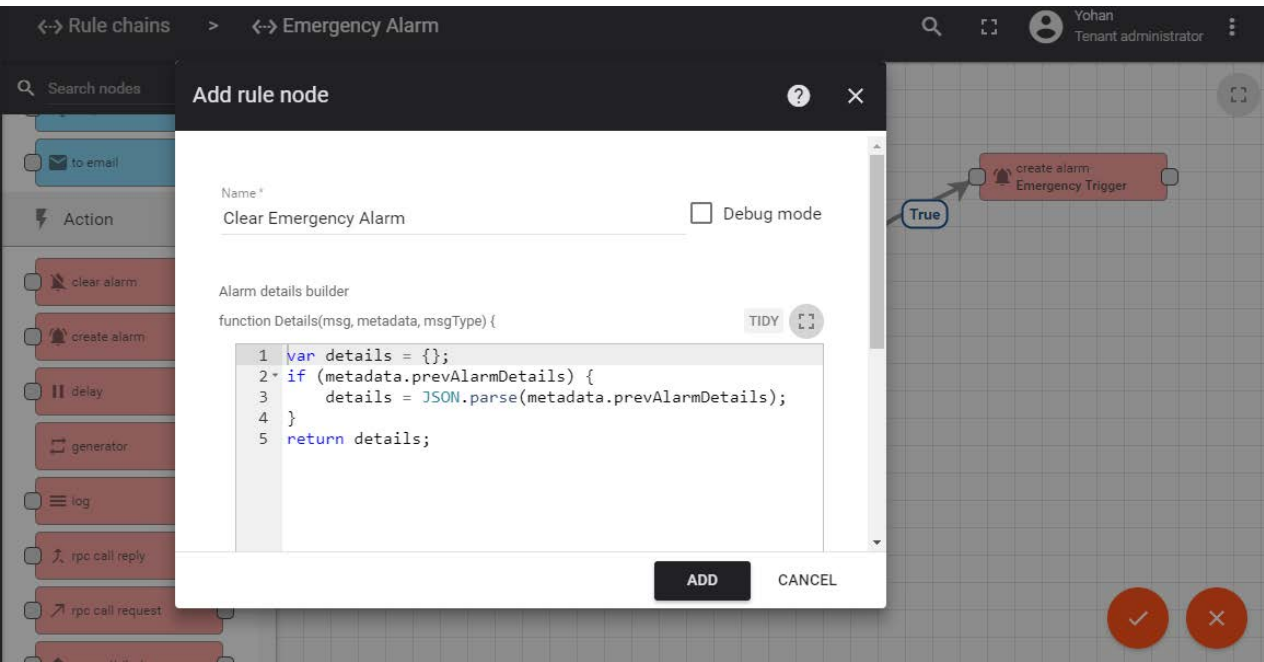 Rule chains > Emergency Alarm
Yohan
Tenant administrator
Search nodes
to email
Action
clear alarm
create alarm
delay
generator
log
rpc call reply
rpc call request
Add rule node
Name *
Clear Emergency Alarm
Debug mode
Alarm details builder
function Details(msg, metadata, msgType) {
TIDY
1 var details = {};
2 if (metadata.prevAlarmDetails) {
3 details = JSON.parse(metadata.prevAlarmDetails);
4 }
5 return details;
ADD CANCEL
True
create alarm
Emergency Trigger